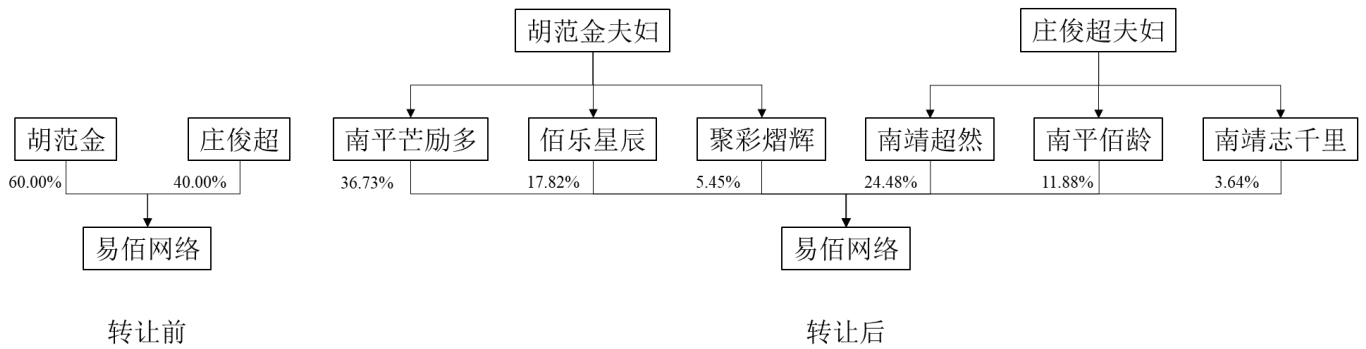 胡范金夫妇
庄俊超夫妇
胡范金
庄俊超
南平芒励多
佰乐星辰
聚彩熠辉
南靖超然
南平佰龄
南靖志千里
60.00%
40.00%
36.73%
17.82%
5.45%
24.48%
11.88%
3.64%
易佰网络
易佰网络
转让前
转让后